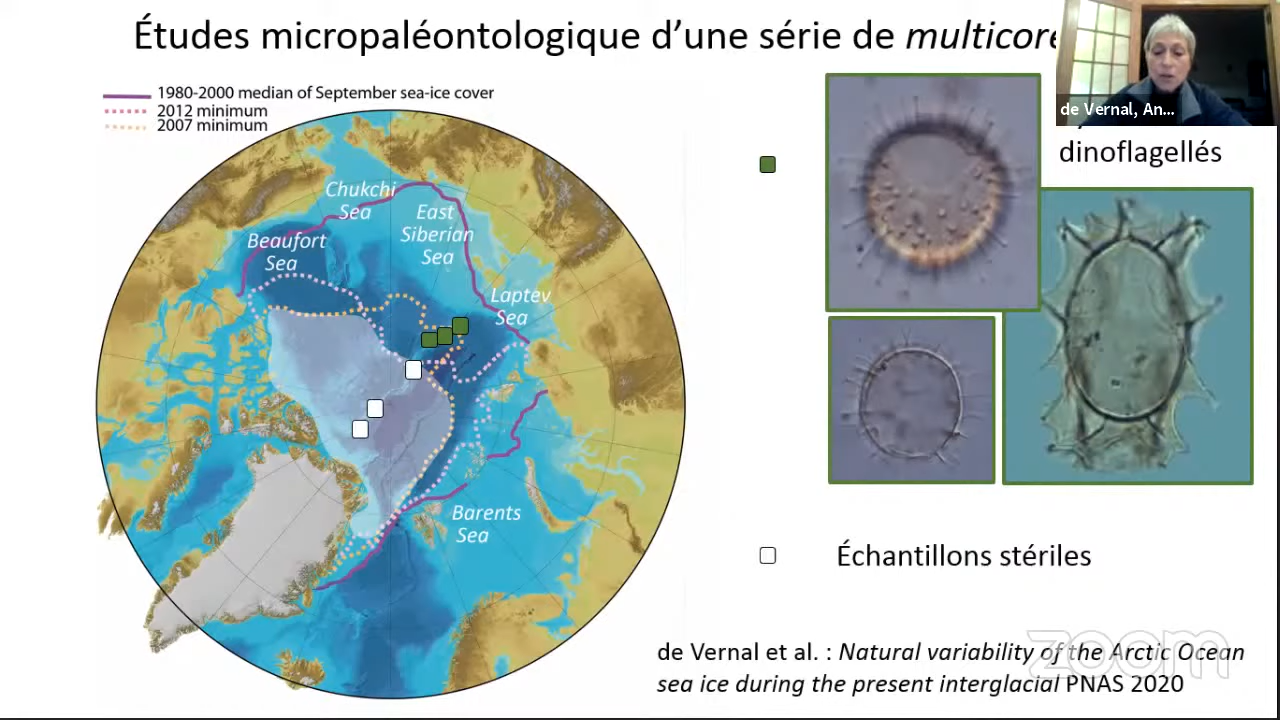 Études micropaléontologique d’une série de multicore
1980-2000 median of September sea-ice cover
2012 minimum
2007 minimum
de Vernal, An...
dinoflagellés
Chukchi
Sea
East
Siberian
Sea
Beaufort
Sea
Laptev
Sea
Barents
Sea
Échantillons stériles
de Vernal et al. : Natural variability of the Arctic Ocean
sea ice during the present interglacial PNAS 2020
zoom